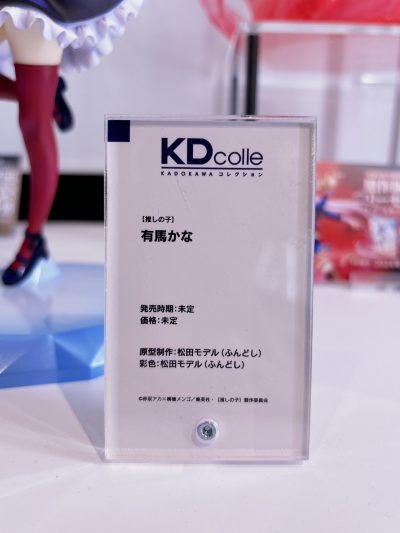 KDcolle
KADOKAWA コレクション
【推しの子】
有馬かな
発売時期：未定
価格：未定
原型制作：松田モデル（ふんどし）
彩色：松田モデル（ふんどし）
©赤坂アカ×横槍メンゴ／集英社・【推しの子】製作委員会